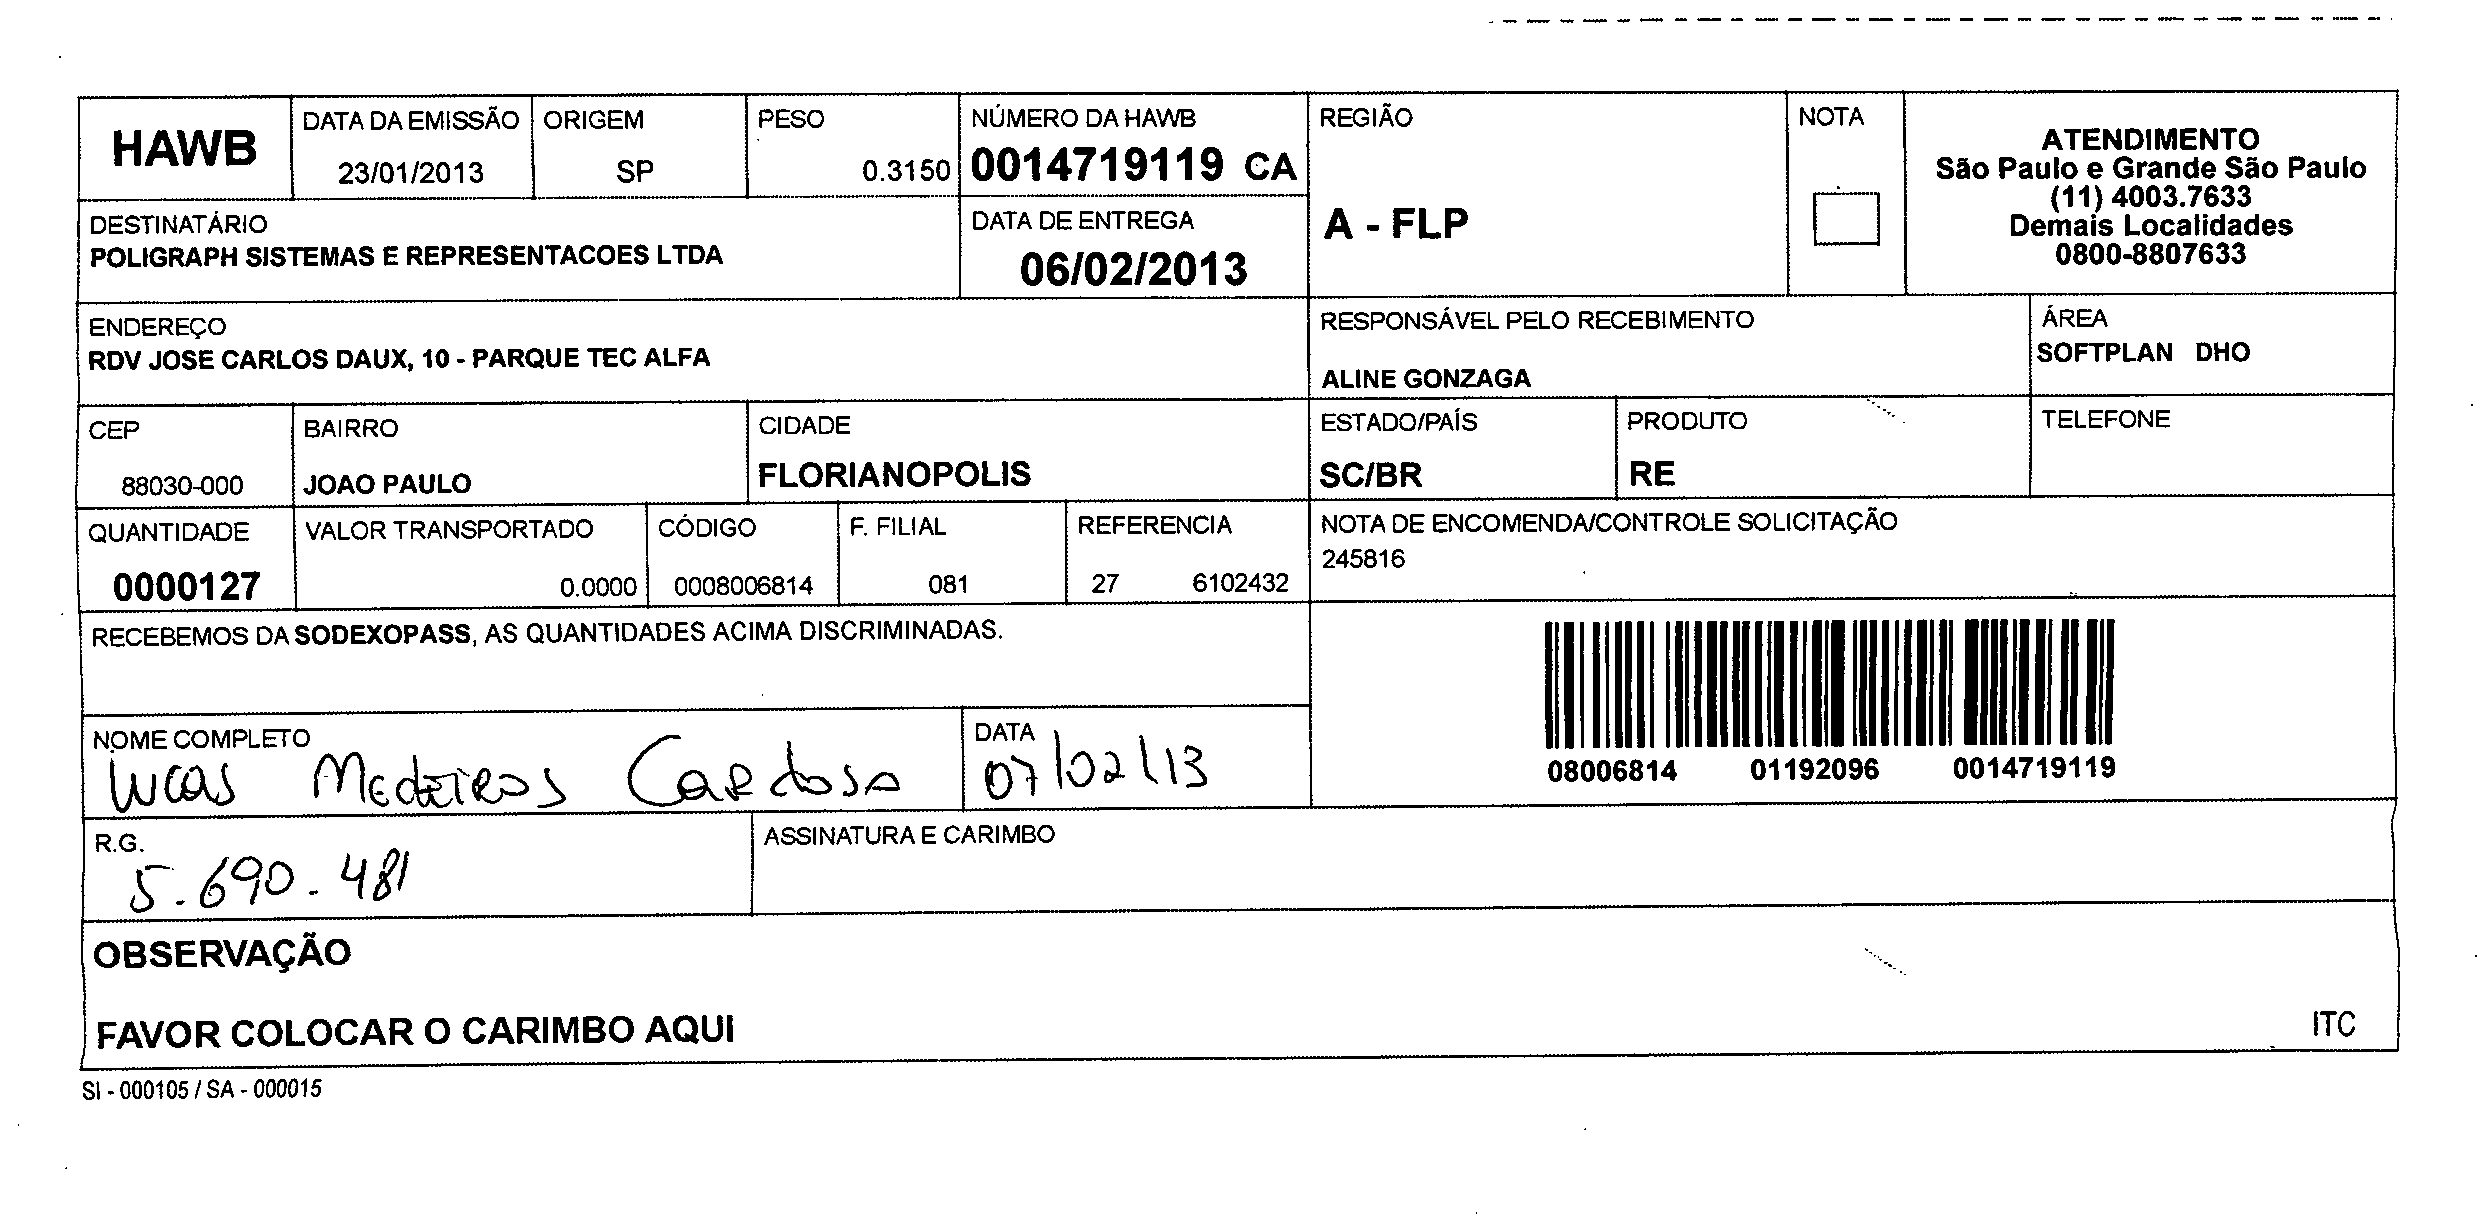 HAWB
DATA DA EMISSÃO
23/01/2013
ORIGEM
SP
PESO
0.3150
NÚMERO DA HAWB
0014719119 CA
REGIÃO
A - FLP
NOTA
ATENDIMENTO
São Paulo e Grande São Paulo
(11) 4003.7633
Demais Localidades
0800-8807633
DESTINATÁRIO
POLIGRAPH SISTEMAS E REPRESENTACOES LTDA
DATA DE ENTREGA
06/02/2013
ENDEREÇO
RDV JOSE CARLOS DAUX, 10 - PARQUE TEC ALFA
RESPONSÁVEL PELO RECEBIMENTO
ALINE GONZAGA
ÁREA
SOFTPLAN DHO
CEP
88030-000
BAIRRO
JOAO PAULO
CIDADE
FLORIANOPOLIS
ESTADO/PAÍS
SC/BR
PRODUTO
RE
TELEFONE
QUANTIDADE
0000127
VALOR TRANSPORTADO
0.0000
CÓDIGO
0008006814
F. FILIAL
081
REFERENCIA
27 6102432
NOTA DE ENCOMENDA/CONTROLE SOLICITAÇÃO
245816
RECEBEMOS DA SODEXOPASS, AS QUANTIDADES ACIMA DISCRIMINADAS.
08006814 01192096 0014719119
NOME COMPLETO
Lucas Medeiros Cardoso
DATA
07/02/13
R.G.
5.690.481
ASSINATURA E CARIMBO
OBSERVAÇÃO
FAVOR COLOCAR O CARIMBO AQUI
ITC
SI - 000105 / SA - 000015